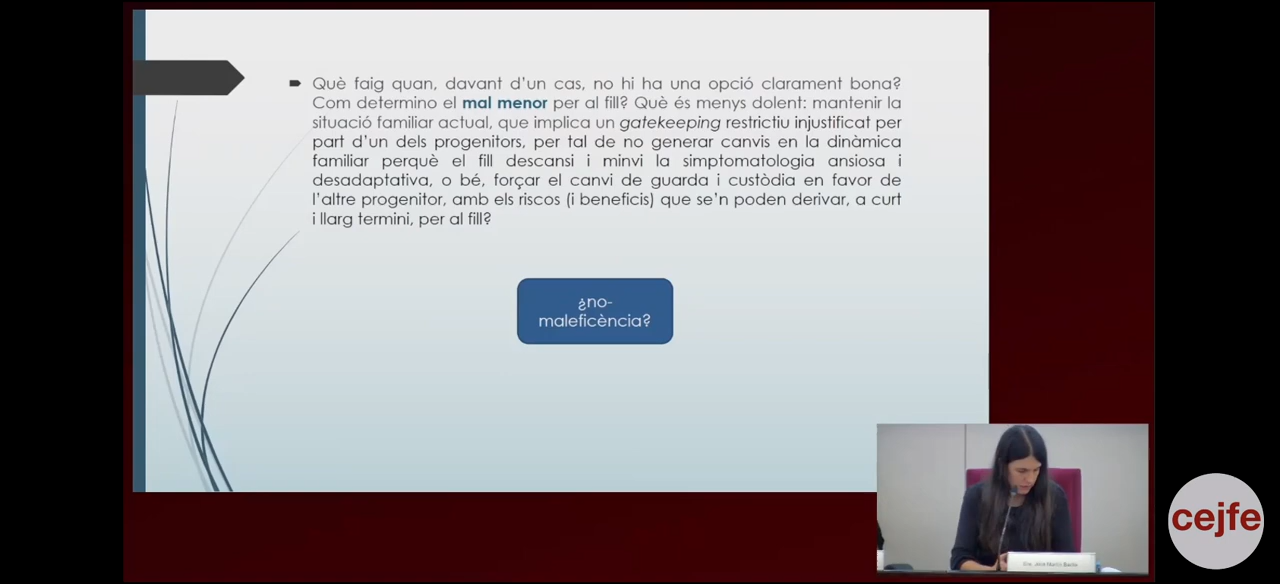 Què faig quan, davant d'un cas, no hi ha una opció clarament bona?
Com determino el mal menor per al fill? Què és menys dolent: mantenir la
situació familiar actual, que implica un gatekeeping restrictiu injustificat per
part d'un dels progenitors, per tal de no generar canvis en la dinàmica
familiar perquè el fill descansi i minvi la simptomatologia ansiosa i
desadaptativa, o bé, forçar el canvi de guarda i custòdia en favor de
l'altre progenitor, amb els riscos (i beneficis) que se'n poden derivar, a curt
i llarg termini, per al fill?
¿no-
maleficència?
cejfe